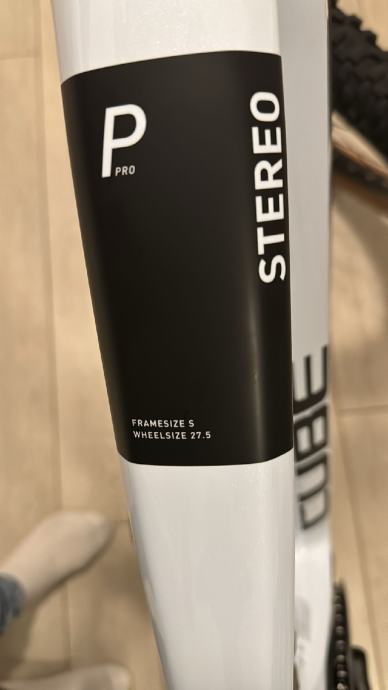 P
PRO
STEREO
FRAMESIZE S
WHEELSIZE 27.5
CUBE